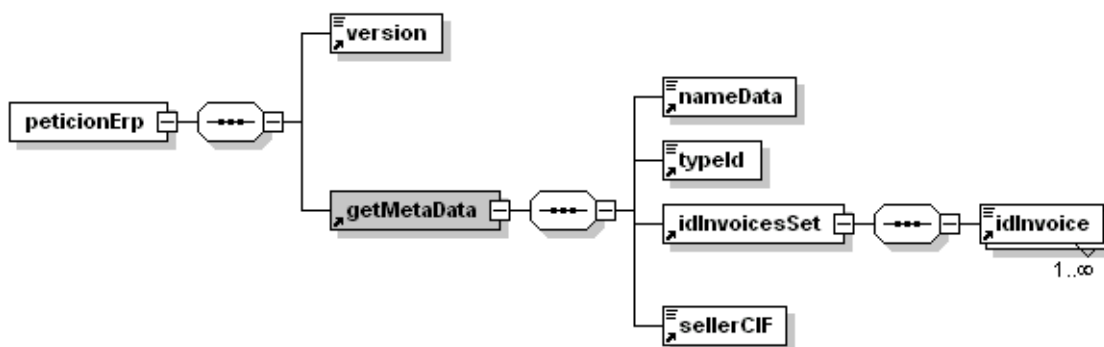 version
nameData
peticionErp
typeId
getMetaData
idInvoicesSet
idInvoice
1..∞
sellerCIF